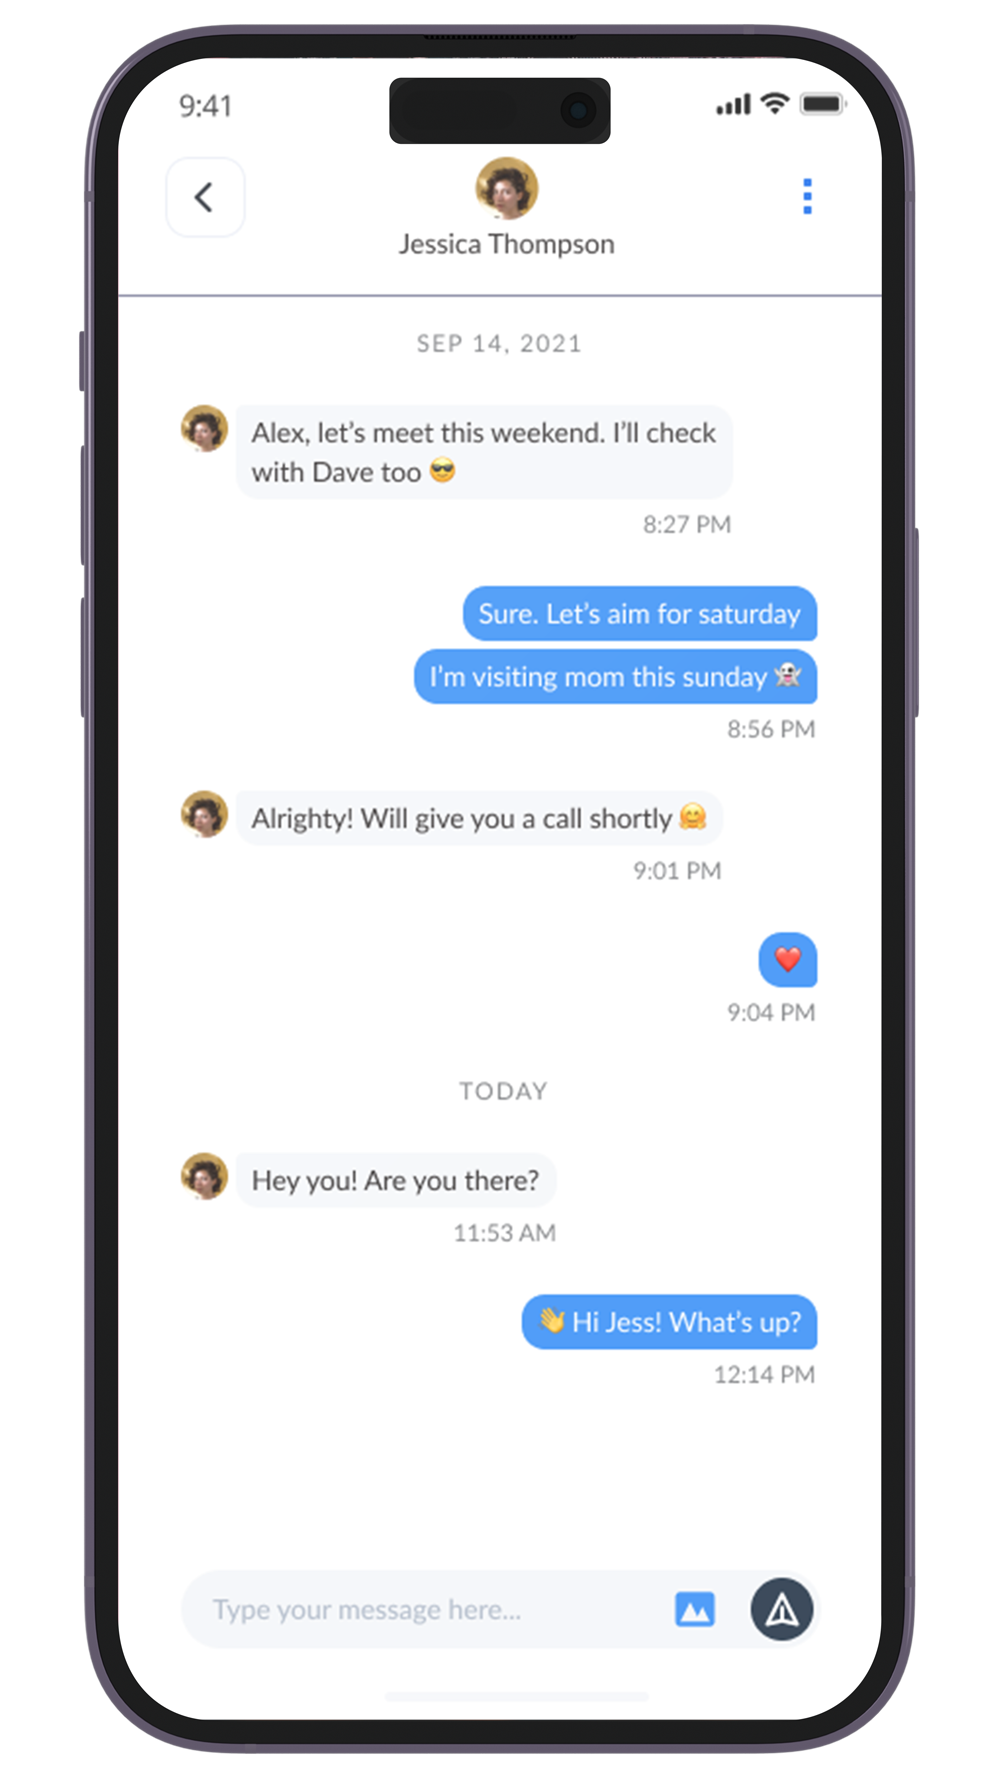 9:41
Jessica Thompson
SEP 14, 2021
Alex, let’s meet this weekend. I’ll check
with Dave too 😎
8:27 PM
Sure. Let’s aim for saturday
I’m visiting mom this sunday 👻
8:56 PM
Alrighty! Will give you a call shortly 🤗
9:01 PM
❤️
9:04 PM
TODAY
Hey you! Are you there?
11:53 AM
👋 Hi Jess! What’s up?
12:14 PM
Type your message here...